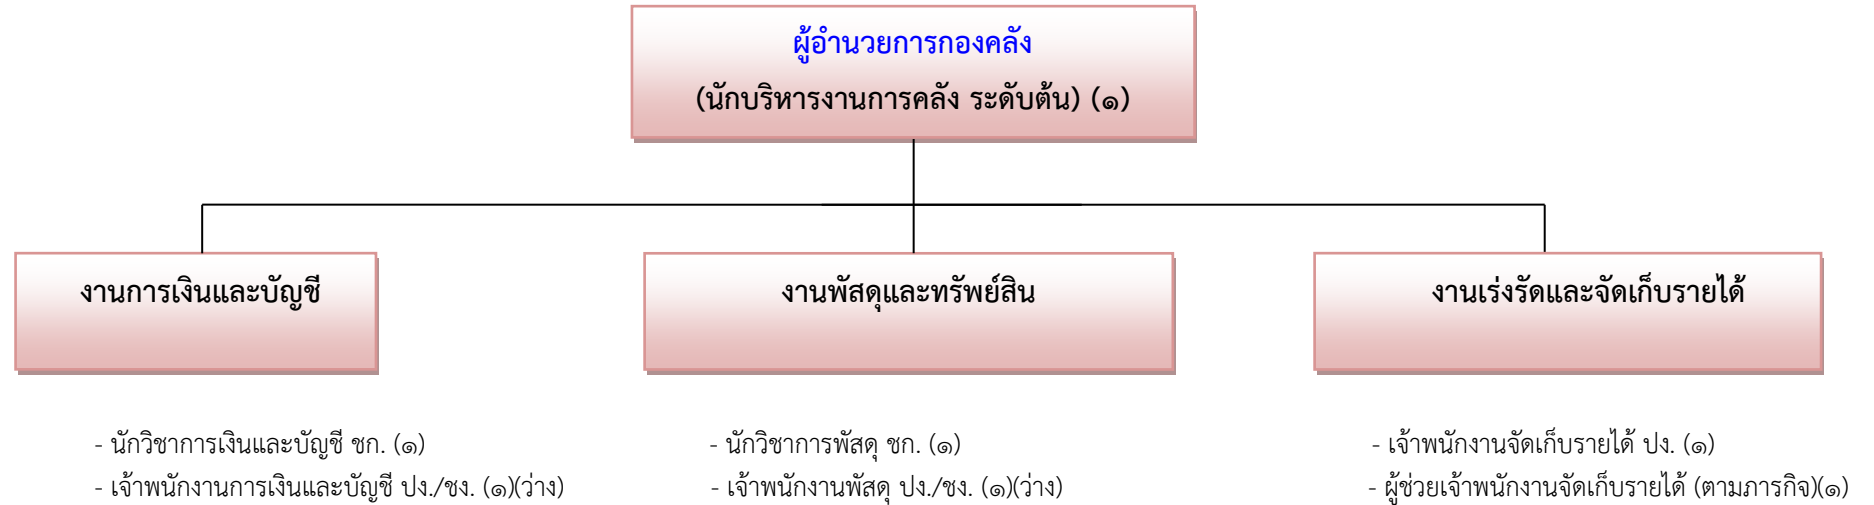 ผู้อำนวยการกองคลัง
(นักบริหารงานการคลัง ระดับต้น) (๑)
งานการเงินและบัญชี
งานพัสดุและทรัพย์สิน
งานเร่งรัดและจัดเก็บรายได้
- นักวิชาการเงินและบัญชี ชก. (๑)
- เจ้าพนักงานการเงินและบัญชี ปง./ชง. (๑)(ว่าง)
- นักวิชาการพัสดุ ชก. (๑)
- เจ้าพนักงานพัสดุ ปง./ชง. (๑)(ว่าง)
- เจ้าพนักงานจัดเก็บรายได้ ปง. (๑)
- ผู้ช่วยเจ้าพนักงานจัดเก็บรายได้ (ตามภารกิจ)(๑)